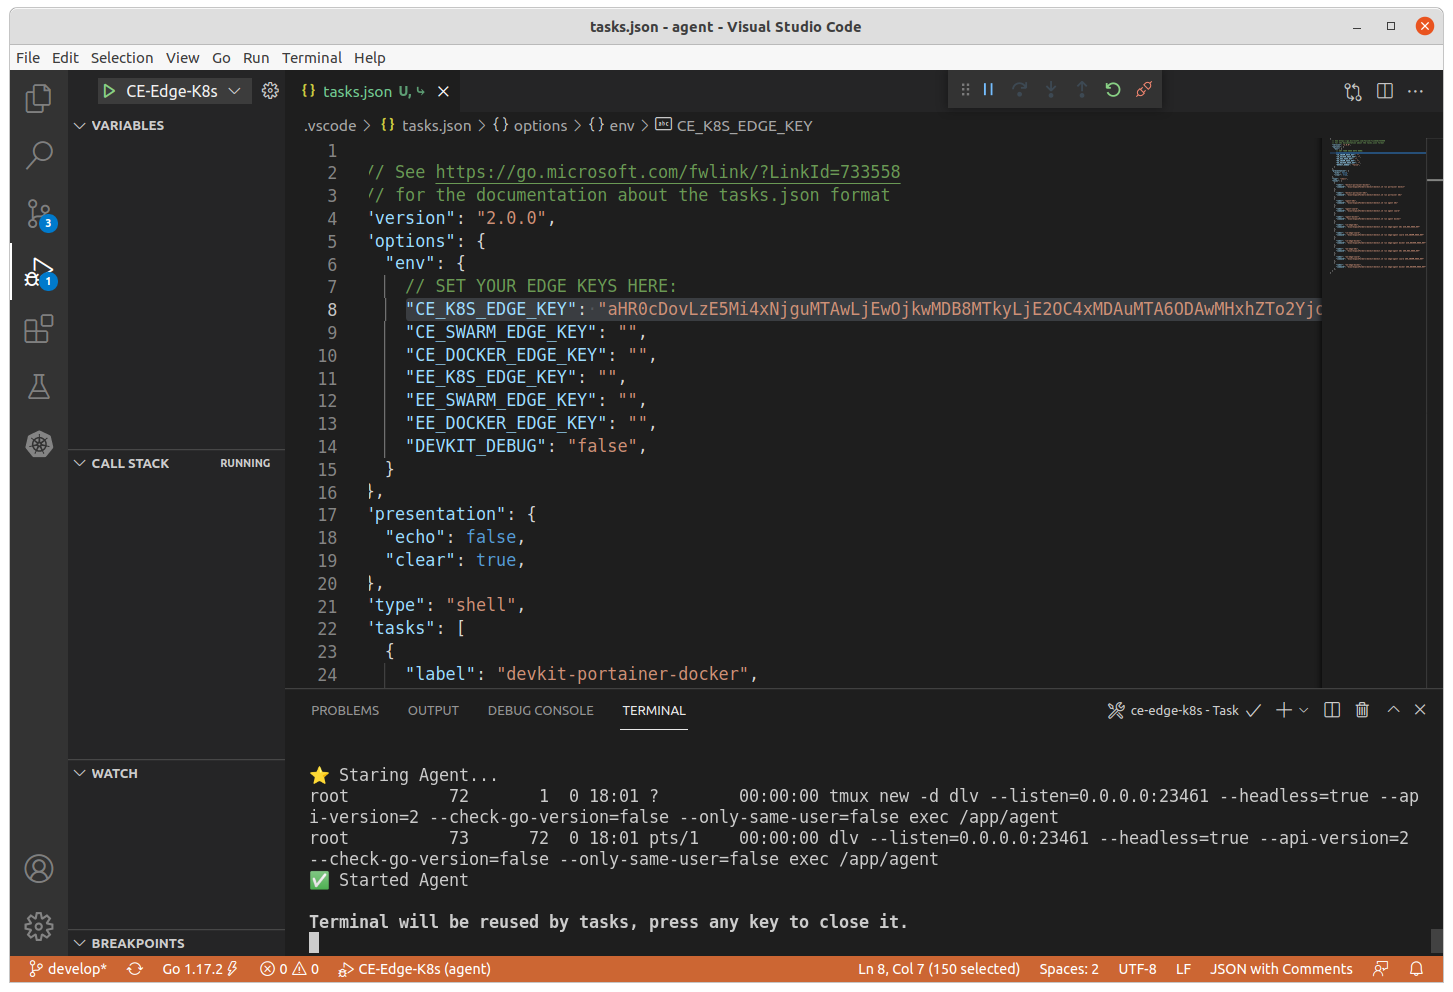 tasks.json - agent - Visual Studio Code
File Edit Selection View Go Run Terminal Help
CE-Edge-K8s
tasks.json U,
VARIABLES
.vscode > {} tasks.json > {} options > {} env > abc CE_K8S_EDGE_KEY
1
2 // See https://go.microsoft.com/fwlink/?LinkId=733558
3 // for the documentation about the tasks.json format
4 "version": "2.0.0",
5 "options": {
6 "env": {
7 // SET YOUR EDGE KEYS HERE:
8 "CE_K8S_EDGE_KEY": "aHR0cDovLzE5Mi4xNjguMTAwLjEwOjkwMDB8MTkyLjE2OC4xMDAuMTA6ODAwMHxhZTo2Yjc
9 "CE_SWARM_EDGE_KEY": "",
10 "CE_DOCKER_EDGE_KEY": "",
11 "EE_K8S_EDGE_KEY": "",
12 "EE_SWARM_EDGE_KEY": "",
13 "EE_DOCKER_EDGE_KEY": "",
14 "DEVKIT_DEBUG": "false",
15 }
16 },
17 "presentation": {
18 "echo": false,
19 "clear": true,
20 },
21 "type": "shell",
22 "tasks": [
23 {
24 "label": "devkit-portainer-docker",
3
1
CALL STACK RUNNING
WATCH
BREAKPOINTS
PROBLEMS OUTPUT DEBUG CONSOLE TERMINAL
ce-edge-k8s - Task
⭐ Staring Agent...
root 72 1 0 18:01 ? 00:00:00 tmux new -d dlv --listen=0.0.0.0:23461 --headless=true --ap
i-version=2 --check-go-version=false --only-same-user=false exec /app/agent
root 73 72 0 18:01 pts/1 00:00:00 dlv --listen=0.0.0.0:23461 --headless=true --api-version=2
--check-go-version=false --only-same-user=false exec /app/agent
✅ Started Agent
Terminal will be reused by tasks, press any key to close it.
develop* Go 1.17.2 0 0 CE-Edge-K8s (agent) Ln 8, Col 7 (150 selected) Spaces: 2 UTF-8 LF JSON with Comments